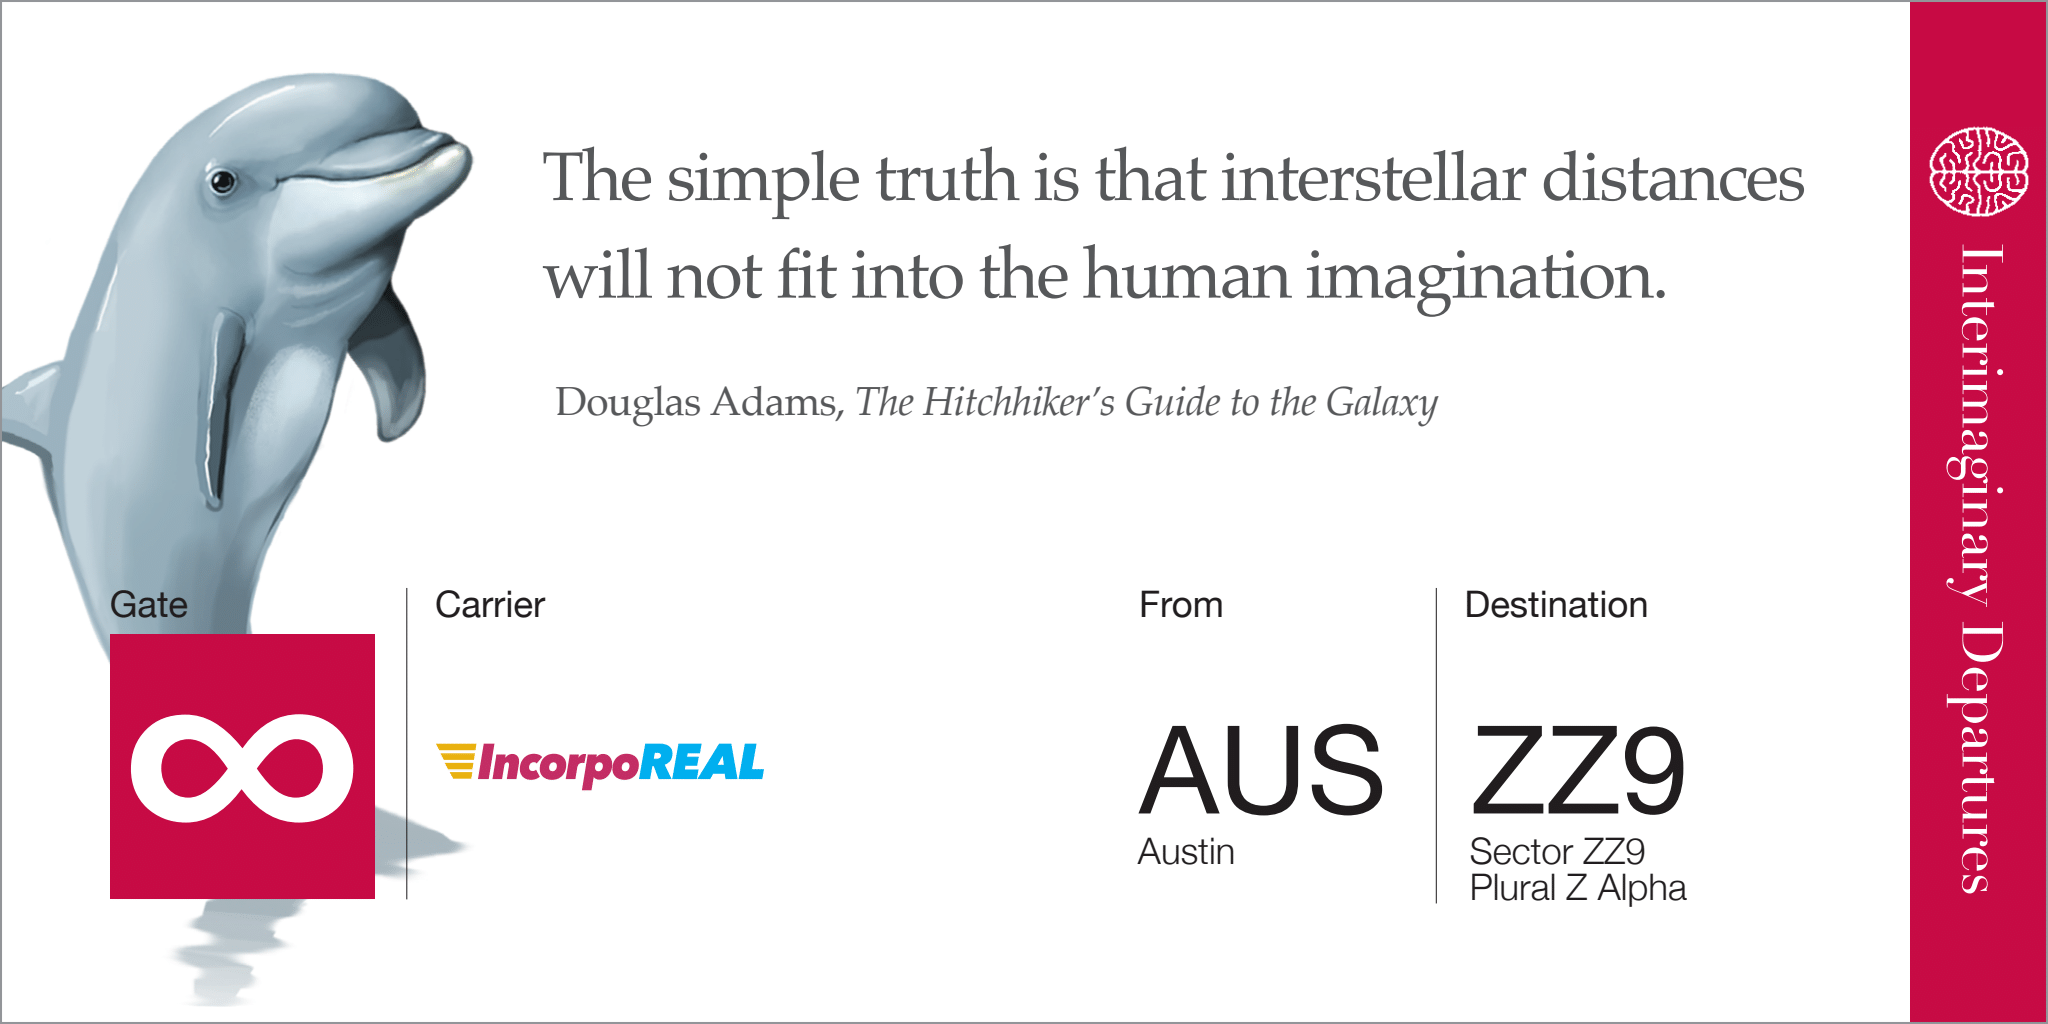 The simple truth is that interstellar distances
will not fit into the human imagination.
Douglas Adams, The Hitchhiker’s Guide to the Galaxy
Gate
∞
Carrier
IncorpoREAL
From
AUS
Austin
Destination
ZZ9
Sector ZZ9
Plural Z Alpha
Interimaginary Departures